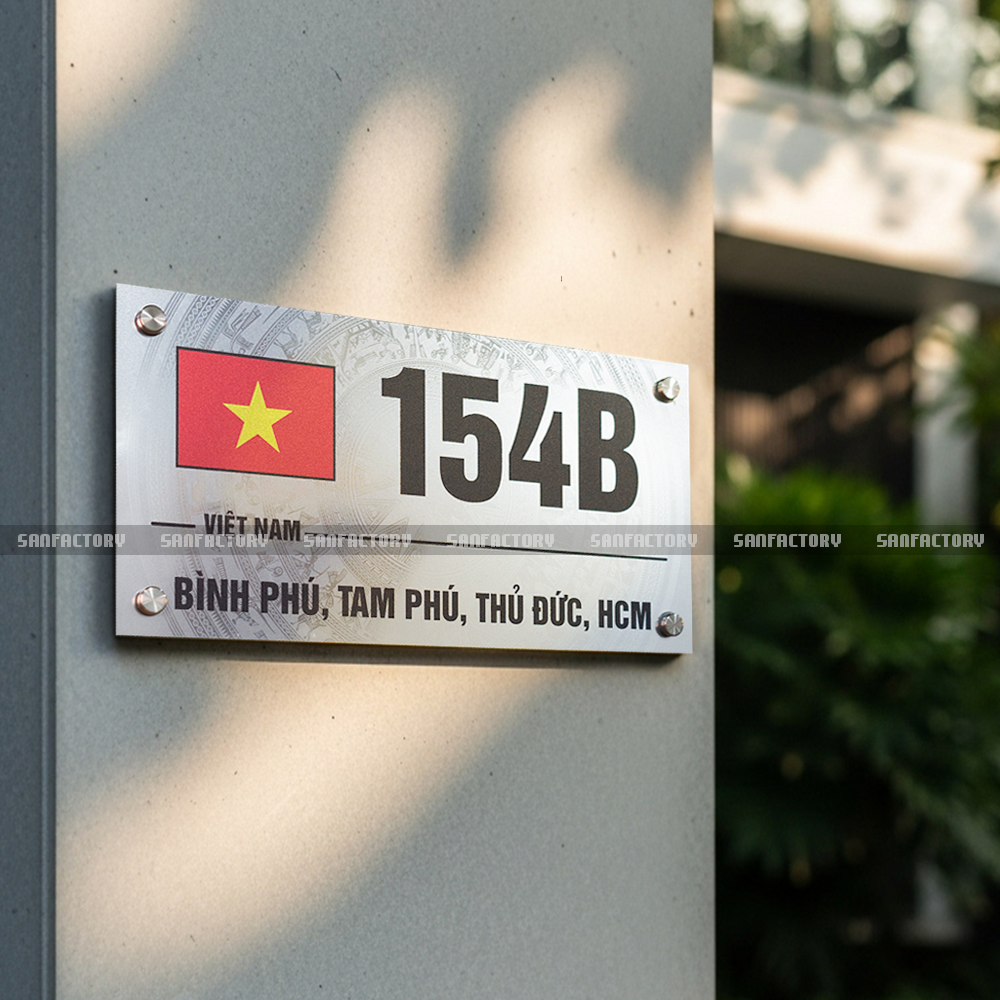 154B
VIỆT NAM
SANFACTORY SANFACTORY SANFACTORY SANFACTORY SANFACTORY SANFACTORY SANFACTORY
BÌNH PHÚ, TAM PHÚ, THỦ ĐỨC, HCM